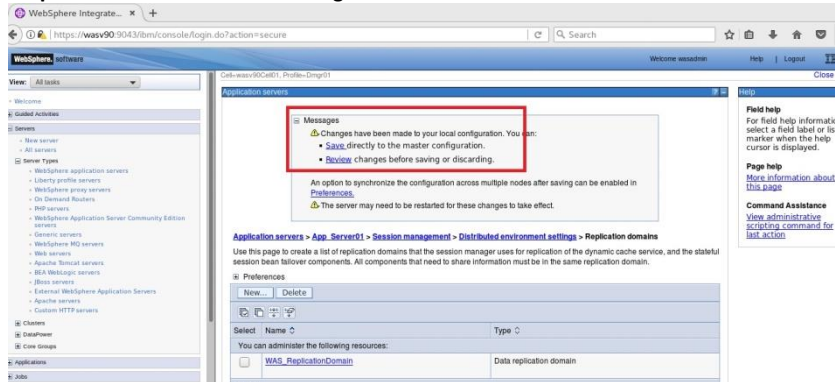 WebSphere Integrate... × +
https://wasv90:9043/ibm/console/login.do?action=secure
Search
WebSphere. software
Welcome wasadmin
Help | Logout
View: All tasks
Cell=wasv90Cell01, Profile=Dmgr01
Close
Welcome
Guided Activities
Servers
New server
All servers
Server Types
WebSphere application servers
Liberty profile servers
WebSphere proxy servers
On Demand Routers
PHP servers
WebSphere Application Server Community Edition
servers
Generic servers
WebSphere MQ servers
Web servers
Apache Tomcat servers
BEA WebLogic servers
JBoss servers
External WebSphere Application Servers
Apache servers
Custom HTTP servers
Clusters
DataPower
Core Groups
Applications
Jobs
Application servers
Messages
Changes have been made to your local configuration. You can:
Save directly to the master configuration.
Review changes before saving or discarding.
An option to synchronize the configuration across multiple nodes after saving can be enabled in
Preferences.
The server may need to be restarted for these changes to take effect.
Application servers > App_Server01 > Session management > Distributed environment settings > Replication domains
Use this page to create a list of replication domains that the session manager uses for replication of the dynamic cache service, and the stateful
session bean failover components. All components that need to share information must be in the same replication domain.
Preferences
New... Delete
Select Name Type
You can administer the following resources:
WAS_ReplicationDomain Data replication domain
Help
Field help
For field help informatio
select a field label or lis
marker when the help
cursor is displayed.
Page help
More information about
this page
Command Assistance
View administrative
scripting command for
last action